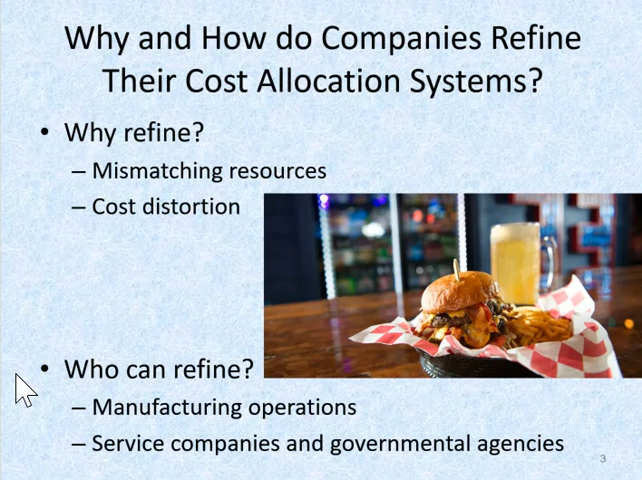 Why and How do Companies Refine
Their Cost Allocation Systems?
• Why refine?
– Mismatching resources
– Cost distortion
• Who can refine?
– Manufacturing operations
– Service companies and governmental agencies
3